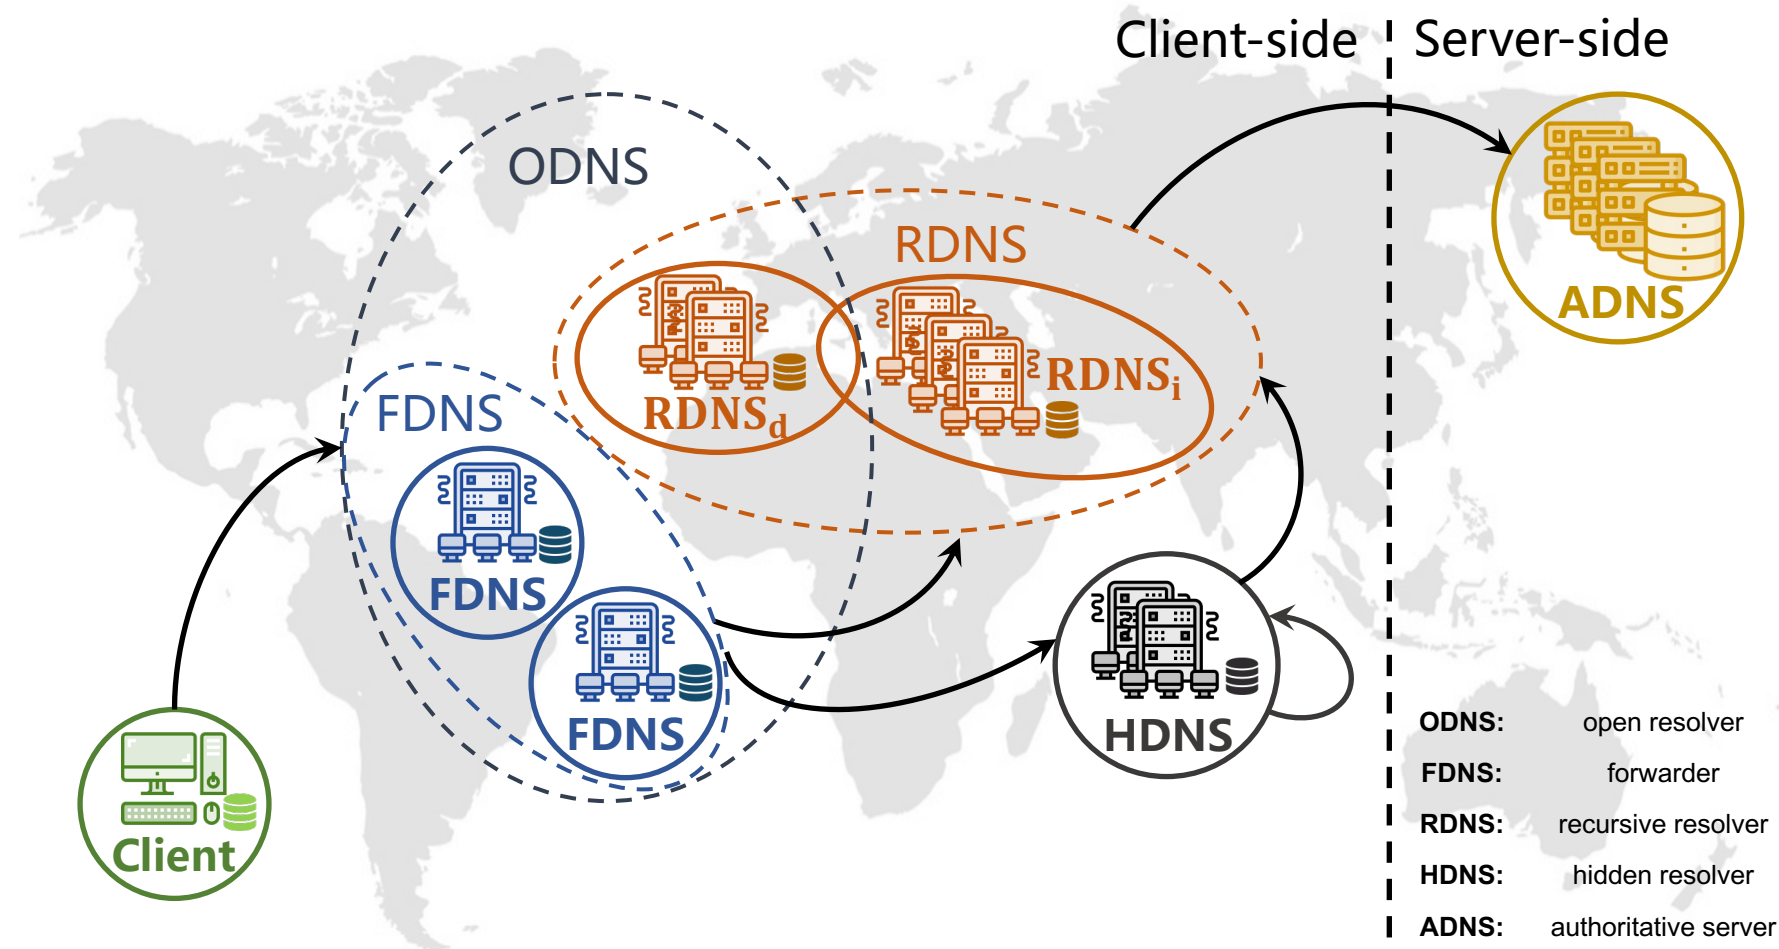 Client-side
Server-side
ODNS
RDNS
ADNS
RDNSi
RDNSd
FDNS
FDNS
FDNS
HDNS
Client
ODNS: open resolver
FDNS: forwarder
RDNS: recursive resolver
HDNS: hidden resolver
ADNS: authoritative server